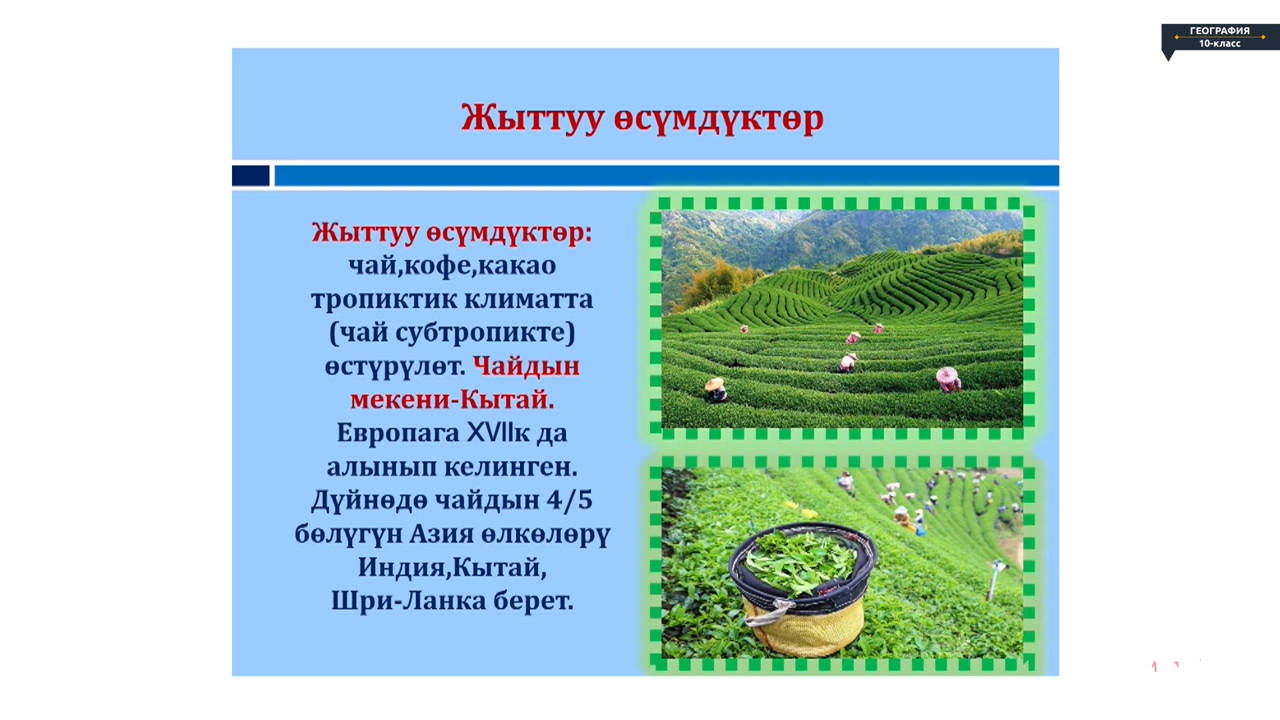 ГЕОГРАФИЯ
10-класс
Жыттуу өсүмдүктөр
Жыттуу өсүмдүктөр:
чай,кофе,какао
тропиктик климатта
(чай субтропикте)
өстүрүлөт. Чайдын
мекени-Кытай.
Европага XVIIк да
алынып келинген.
Дүйнөдө чайдын 4/5
бөлүгүн Азия өлкөлөрү
Индия,Кытай,
Шри-Ланка берет.